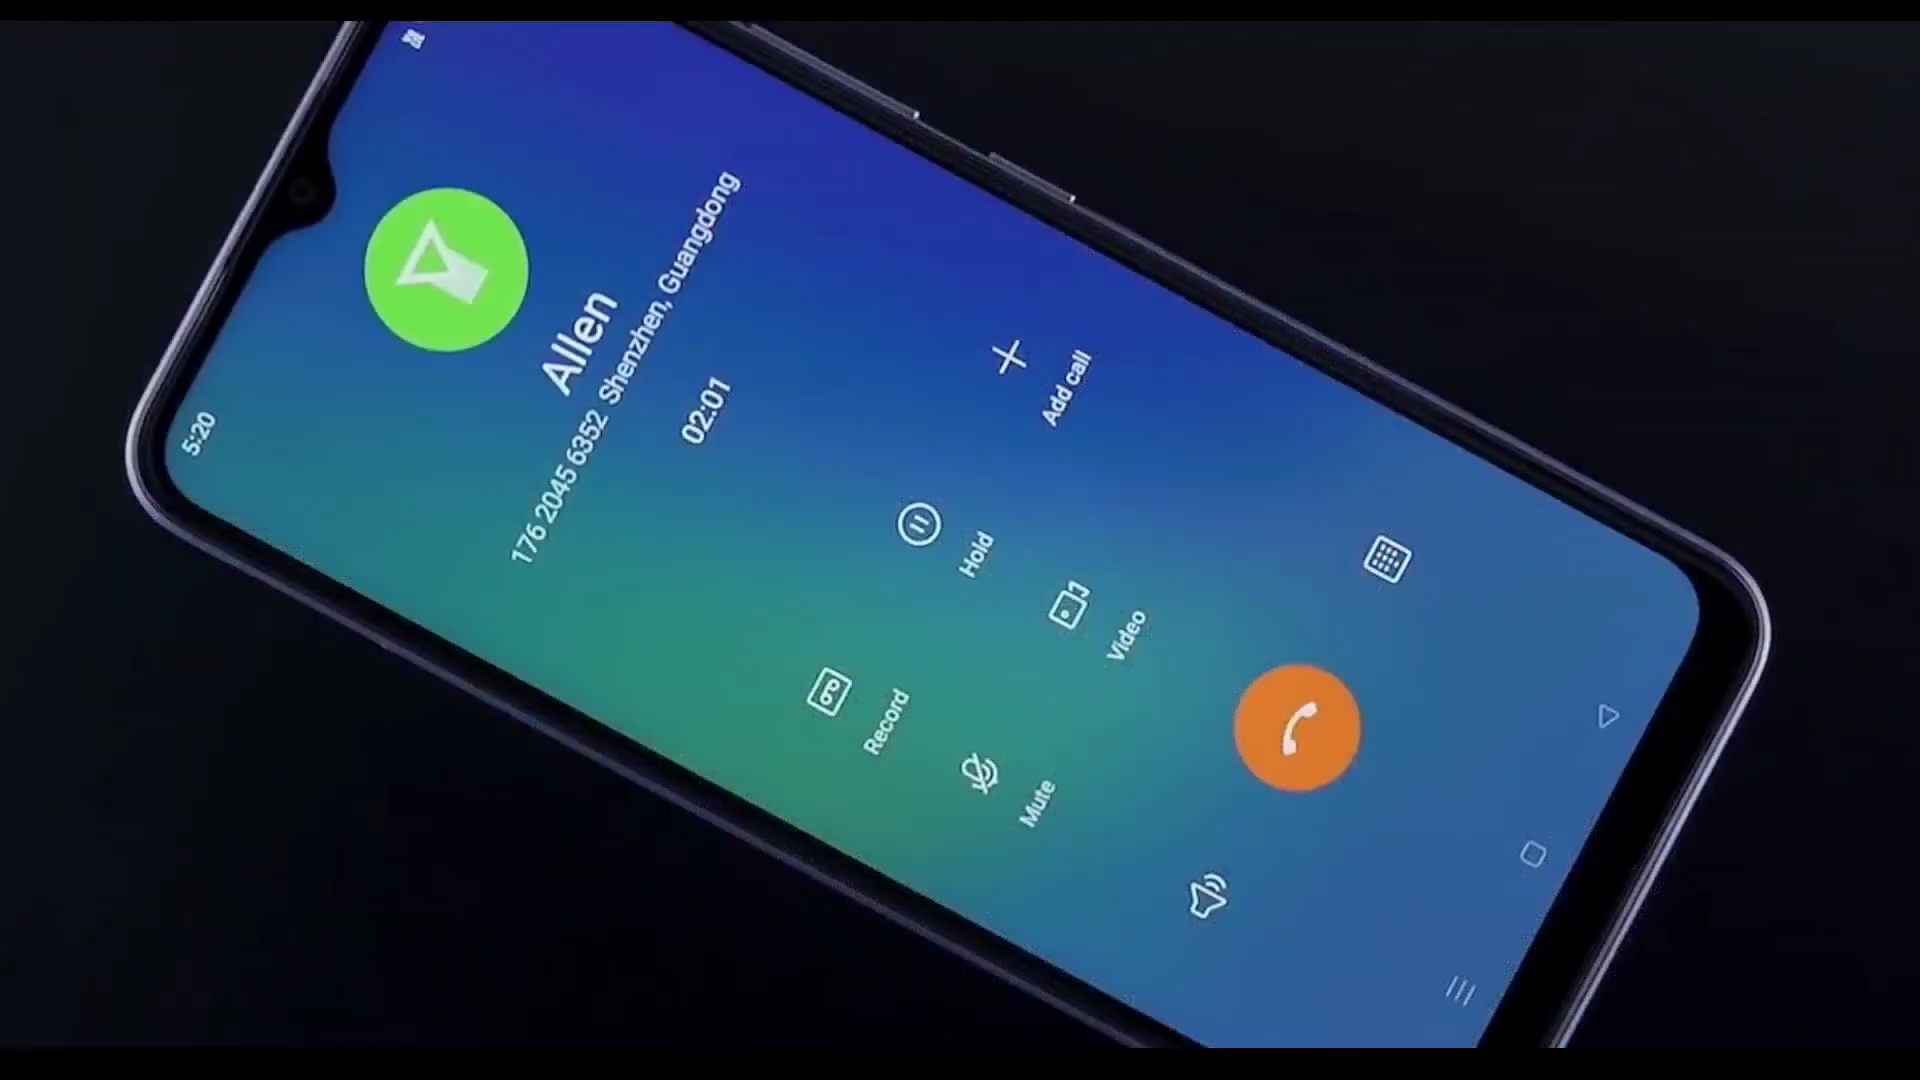 5:20
Allen
176 2045 6352 Shenzhen, Guangdong
02:01
Record
Hold
Add call
Mute
Video